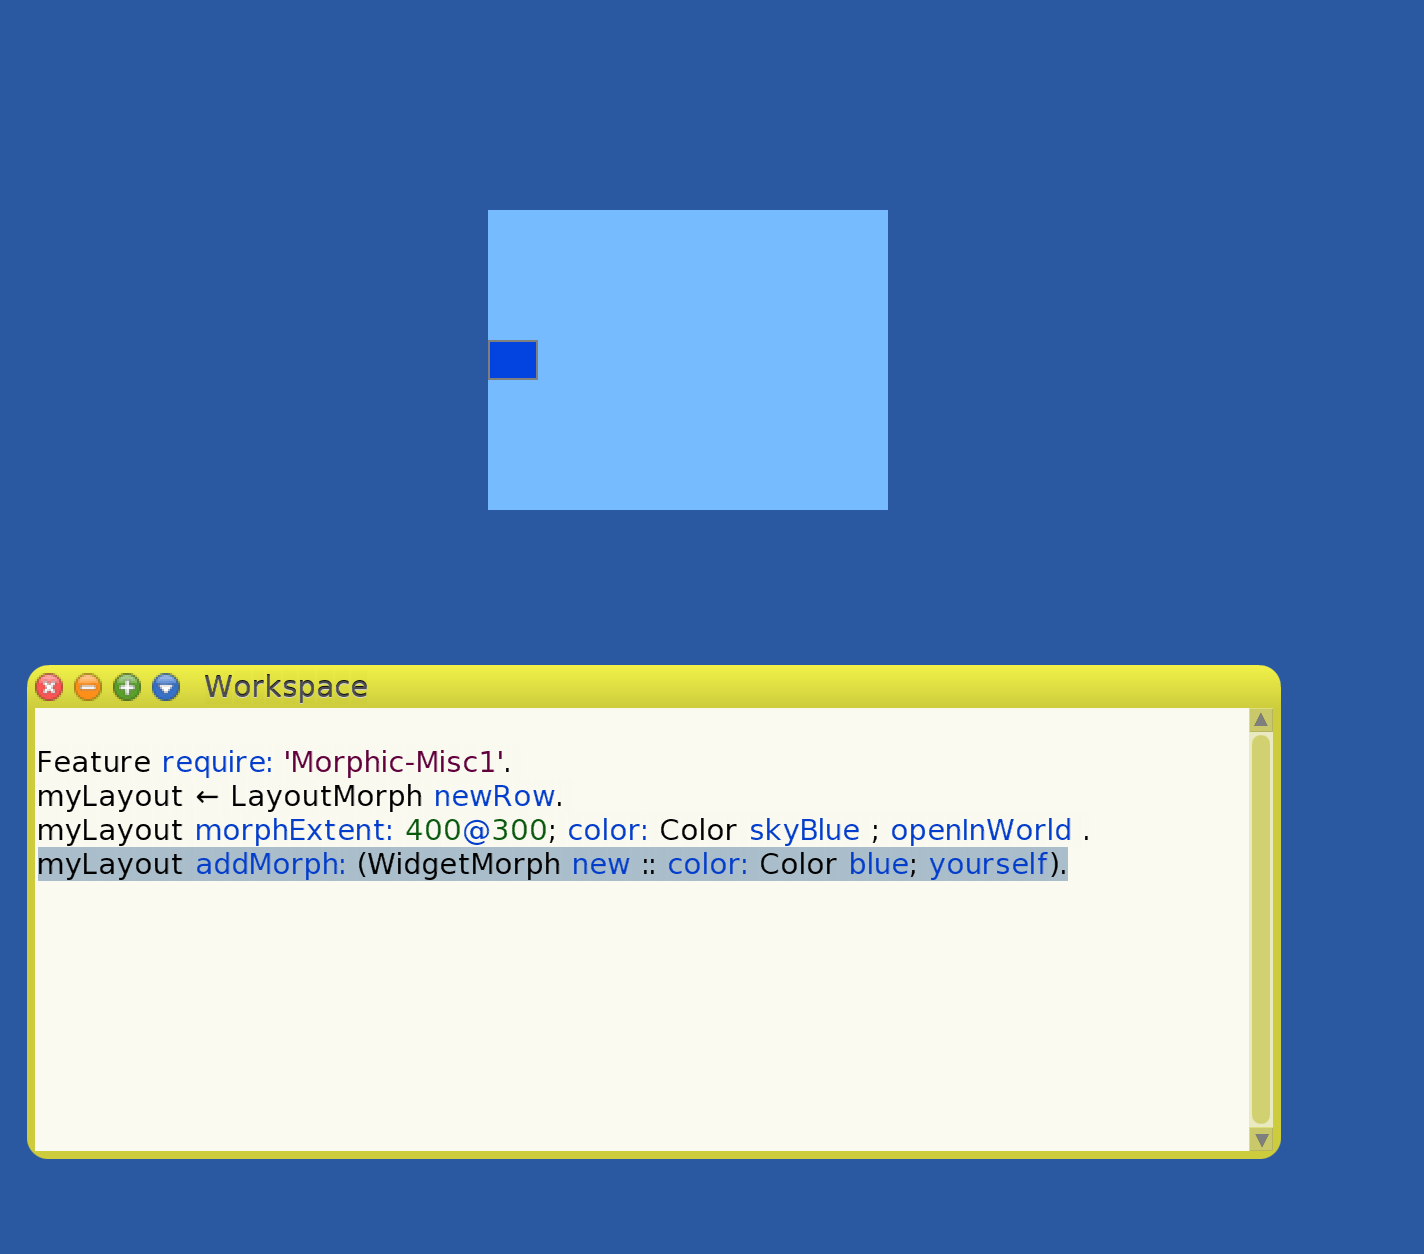 Workspace
Feature require: 'Morphic-Misc1'.
myLayout ← LayoutMorph newRow.
myLayout morphExtent: 400@300; color: Color skyBlue ; openInWorld .
myLayout addMorph: (WidgetMorph new :: color: Color blue; yourself).